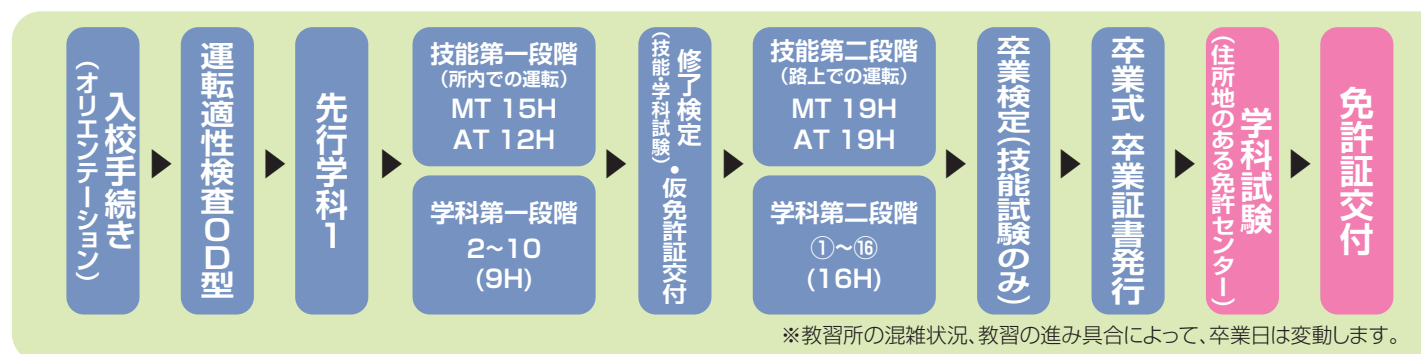 入校手続き
(オリエンテーション)
運転適性検査OD型
先行学科1
技能第一段階
(所内での運転)
MT 15H
AT 12H
学科第一段階
2~10
(9H)
修了検定
(技能・学科試験)
・仮免許証交付
技能第二段階
(路上での運転)
MT 19H
AT 19H
学科第二段階
①~⑯
(16H)
卒業検定(技能試験のみ)
卒業式 卒業証書発行
学科試験
(住所地のある免許センター)
免許証交付
※教習所の混雑状況、教習の進み具合によって、卒業日は変動します。